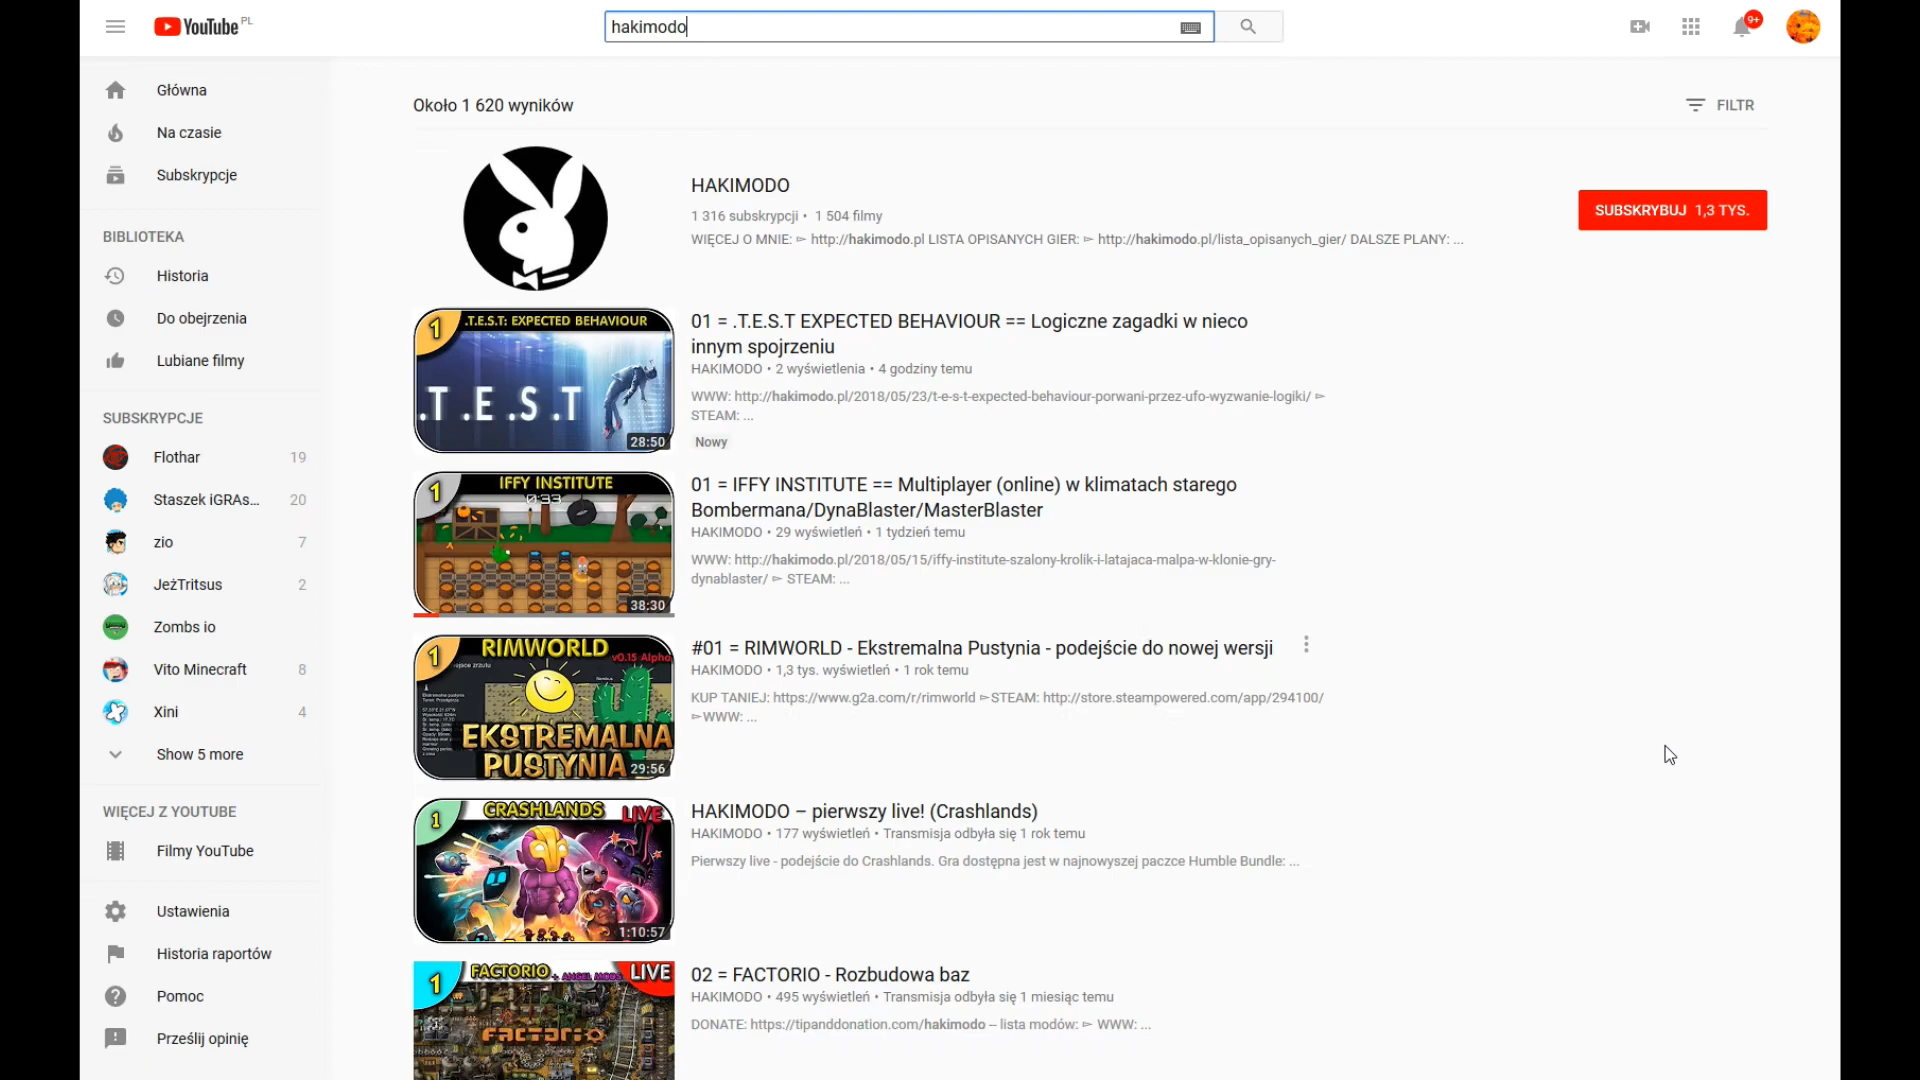 YouTube PL
hakimodo
9+
Główna
Na czasie
Subskrypcje
BIBLIOTEKA
Historia
Do obejrzenia
Lubiane filmy
SUBSKRYPCJE
Flothar 19
Staszek iGRAs... 20
zio 7
JeżTritsus 2
Zombs io
Vito Minecraft 8
Xini 4
Show 5 more
WIĘCEJ Z YOUTUBE
Filmy YouTube
Ustawienia
Historia raportów
Pomoc
Prześlij opinię
Około 1 620 wyników
FILTR
HAKIMODO
1 316 subskrypcji • 1 504 filmy
WIĘCEJ O MNIE: ► http://hakimodo.pl LISTA OPISANYCH GIER: ► http://hakimodo.pl/lista_opisanych_gier/ DALSZE PLANY: ...
SUBSKRYBUJ 1,3 TYS.
1 .T.E.S.T: EXPECTED BEHAVIOUR
.T.E.S.T
28:50
01 = .T.E.S.T EXPECTED BEHAVIOUR == Logiczne zagadki w nieco
innym spojrzeniu
HAKIMODO • 2 wyświetlenia • 4 godziny temu
WWW: http://hakimodo.pl/2018/05/23/t-e-s-t-expected-behaviour-porwani-przez-ufo-wyzwanie-logiki/ ►
STEAM: ...
Nowy
1 IFFY INSTITUTE
0:33
38:30
01 = IFFY INSTITUTE == Multiplayer (online) w klimatach starego
Bombermana/DynaBlaster/MasterBlaster
HAKIMODO • 29 wyświetleń • 1 tydzień temu
WWW: http://hakimodo.pl/2018/05/15/iffy-institute-szalony-krolik-i-latajaca-malpa-w-klonie-gry-
dynablaster/ ► STEAM: ...
1 RIMWORLD
v0.15 Alpha
EKSTREMALNA
PUSTYNIA
29:56
#01 = RIMWORLD - Ekstremalna Pustynia - podejście do nowej wersji
HAKIMODO • 1,3 tys. wyświetleń • 1 rok temu
KUP TANIEJ: https://www.g2a.com/r/rimworld ►STEAM: http://store.steampowered.com/app/294100/
►WWW: ...
1 CRASHLANDS LIVE
1:10:57
HAKIMODO – pierwszy live! (Crashlands)
HAKIMODO • 177 wyświetleń • Transmisja odbyła się 1 rok temu
Pierwszy live - podejście do Crashlands. Gra dostępna jest w najnowyszej paczce Humble Bundle: ...
1 FACTORIO + ANGEL MODS LIVE
FACTORIO
02 = FACTORIO - Rozbudowa baz
HAKIMODO • 495 wyświetleń • Transmisja odbyła się 1 miesiąc temu
DONATE: https://tipanddonation.com/hakimodo – lista modów: ► WWW: ...